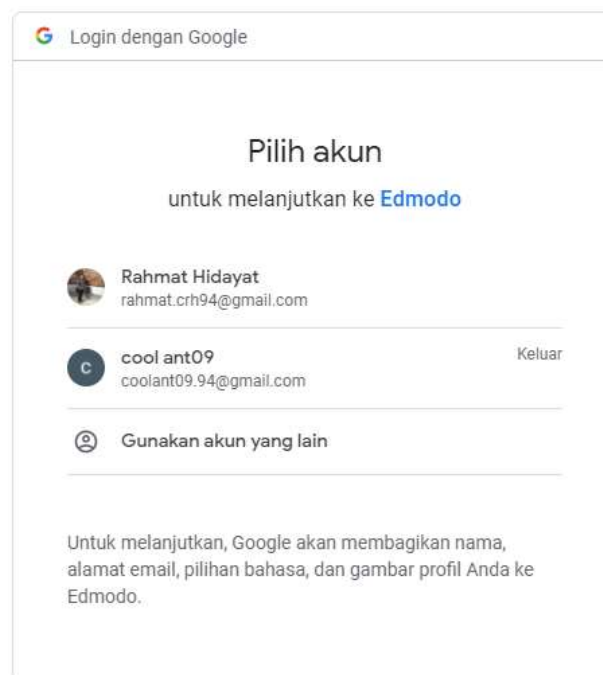 Login dengan Google
Pilih akun
untuk melanjutkan ke Edmodo
Rahmat Hidayat
rahmat.crh94@gmail.com
cool ant09
Keluar
coolant09.94@gmail.com
Gunakan akun yang lain
Untuk melanjutkan, Google akan membagikan nama,
alamat email, pilihan bahasa, dan gambar profil Anda ke
Edmodo.